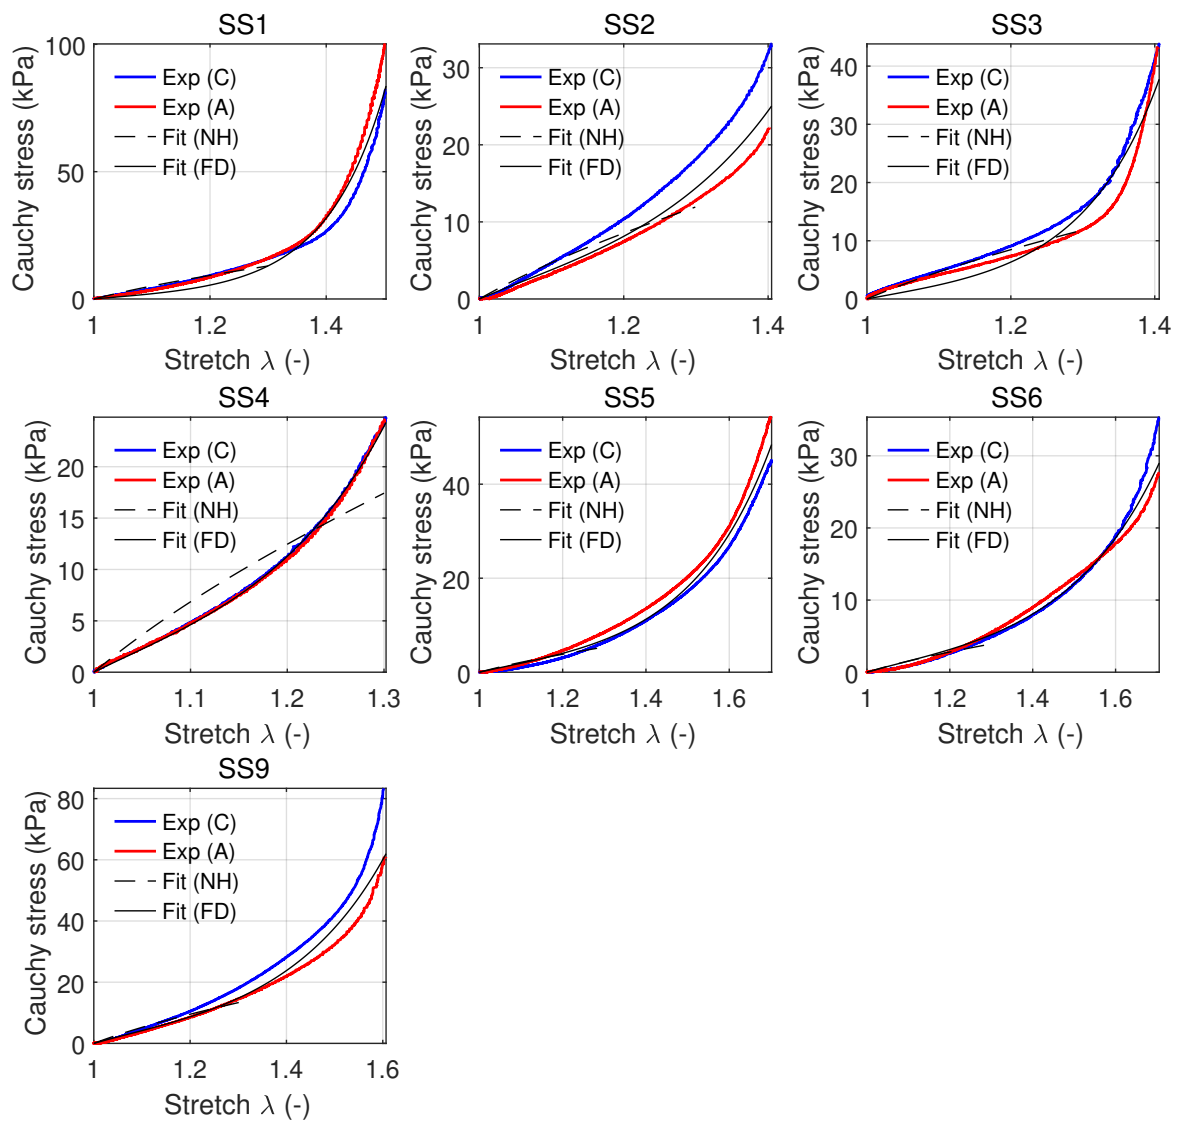 SS1
100
50
0
Exp (C)
Exp (A)
Fit (NH)
Fit (FD)
1
1.2
1.4
Cauchy stress (kPa)
Stretch λ (-)
SS2
30
20
10
0
Exp (C)
Exp (A)
Fit (NH)
Fit (FD)
1
1.2
1.4
Cauchy stress (kPa)
Stretch λ (-)
SS3
40
30
20
10
0
Exp (C)
Exp (A)
Fit (NH)
Fit (FD)
1
1.2
1.4
Cauchy stress (kPa)
Stretch λ (-)
SS4
20
15
10
5
0
Exp (C)
Exp (A)
Fit (NH)
Fit (FD)
1
1.1
1.2
1.3
Cauchy stress (kPa)
Stretch λ (-)
SS5
40
20
0
Exp (C)
Exp (A)
Fit (NH)
Fit (FD)
1
1.2
1.4
1.6
Cauchy stress (kPa)
Stretch λ (-)
SS6
30
20
10
0
Exp (C)
Exp (A)
Fit (NH)
Fit (FD)
1
1.2
1.4
1.6
Cauchy stress (kPa)
Stretch λ (-)
SS9
80
60
40
20
0
Exp (C)
Exp (A)
Fit (NH)
Fit (FD)
1
1.2
1.4
1.6
Cauchy stress (kPa)
Stretch λ (-)